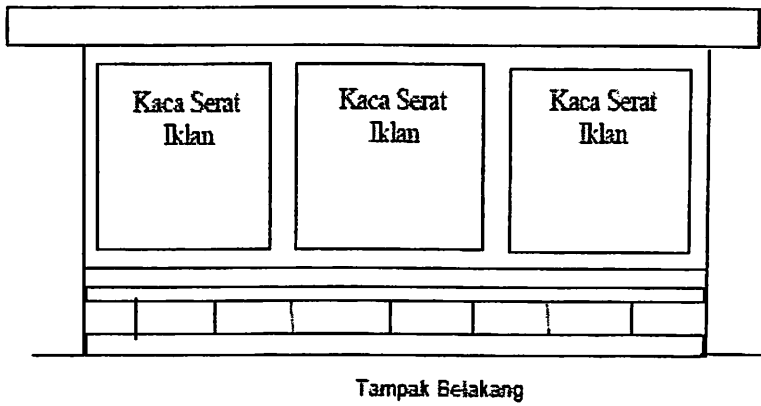 Kaca Serat
Iklan
Kaca Serat
Iklan
Kaca Serat
Iklan
Tampak Belakang